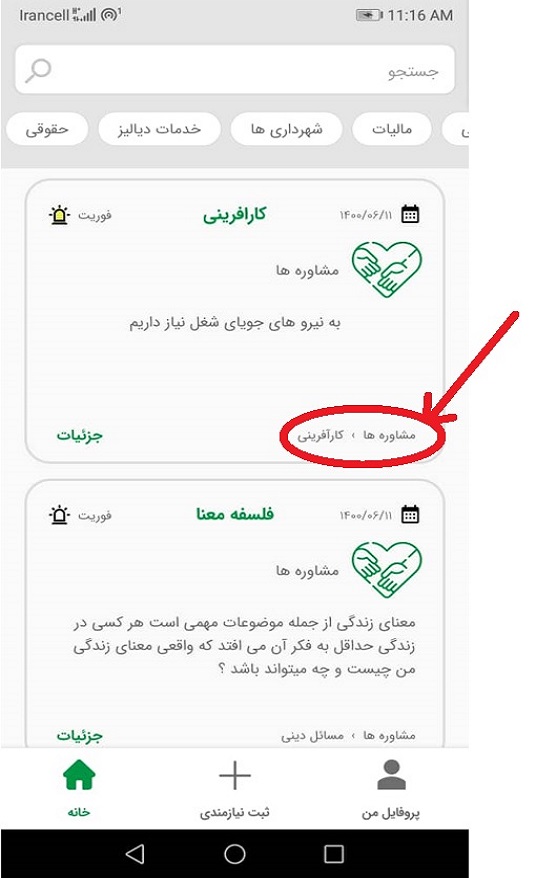 Irancell 11:16 AM
جستجو
ی مالیات شهرداری ها خدمات دیالیز حقوقی
۱۴۰۰/۰۶/۱۱ کارافرینی فوریت
مشاوره ها
به نیرو های جویای شغل نیاز داریم
مشاوره ها › کارآفرینی جزئیات
۱۴۰۰/۰۶/۱۱ فلسفه معنا فوریت
مشاوره ها
معنای زندگی از جمله موضوعات مهمی است هر کسی در
زندگی حداقل به فکر آن می افتد که واقعی معنای زندگی
من چیست و چه میتواند باشد ؟
مشاوره ها › مسائل دینی جزئیات
پروفایل من ثبت نیازمندی خانه